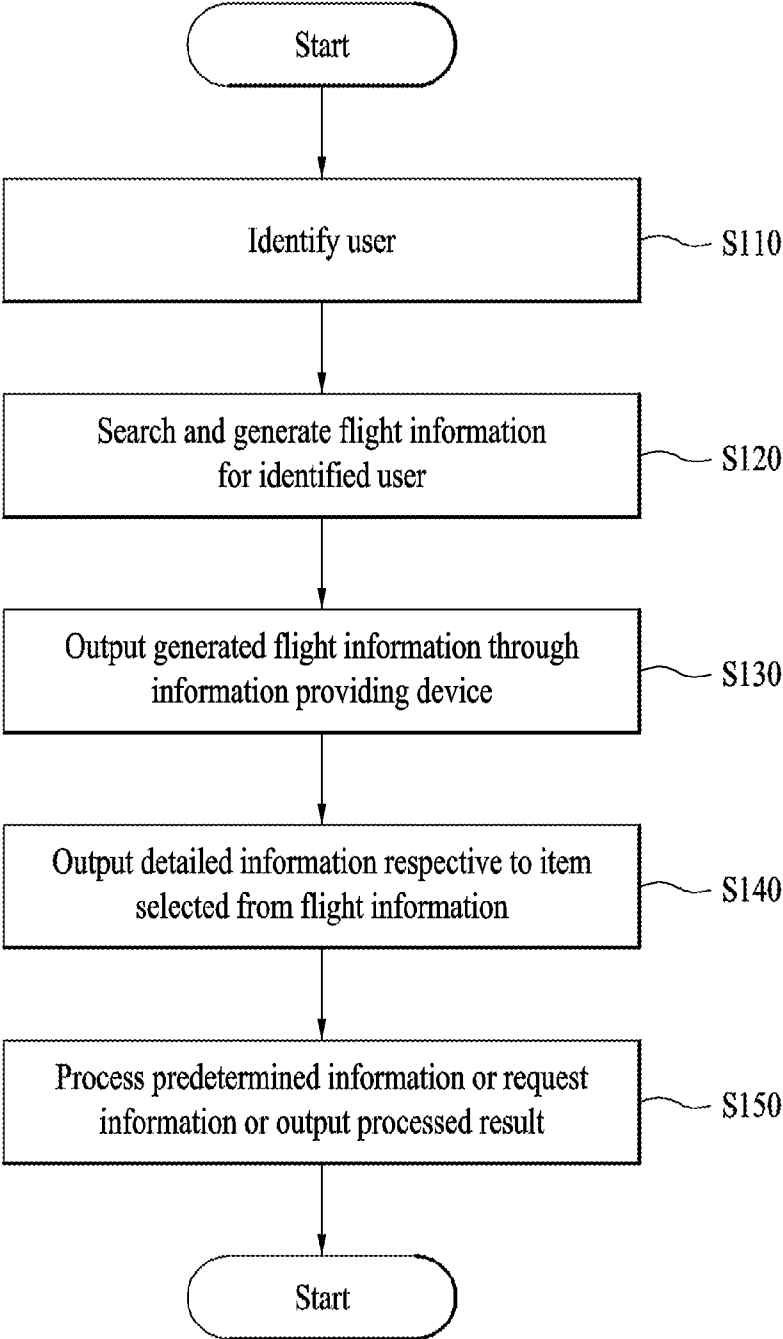 Start
Identify user
S110
Search and generate flight information
for identified user
S120
Output generated flight information through
information providing device
S130
Output detailed information respective to item
selected from flight information
S140
Process predetermined information or request
information or output processed result
S150
Start